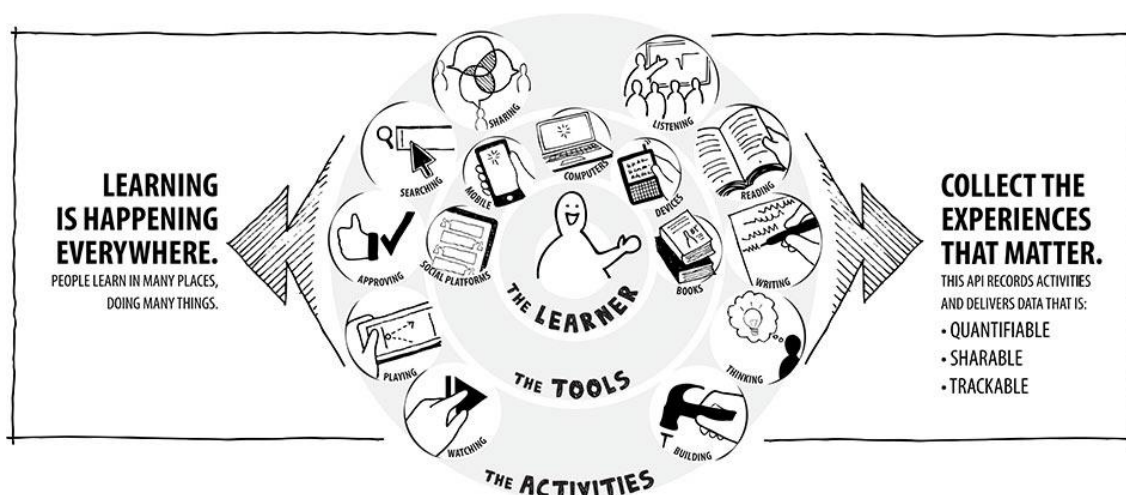 LEARNING
IS HAPPENING
EVERYWHERE.
PEOPLE LEARN IN MANY PLACES,
DOING MANY THINGS.
SHARING
SEARCHING
APPROVING
PLAYING
WATCHING
LISTENING
READING
WRITING
THINKING
BUILDING
MOBILE
COMPUTERS
DEVICES
SOCIAL PLATFORMS
BOOKS
THE LEARNER
THE TOOLS
THE ACTIVITIES
COLLECT THE
EXPERIENCES
THAT MATTER.
THIS API RECORDS ACTIVITIES
AND DELIVERS DATA THAT IS:
• QUANTIFIABLE
• SHARABLE
• TRACKABLE